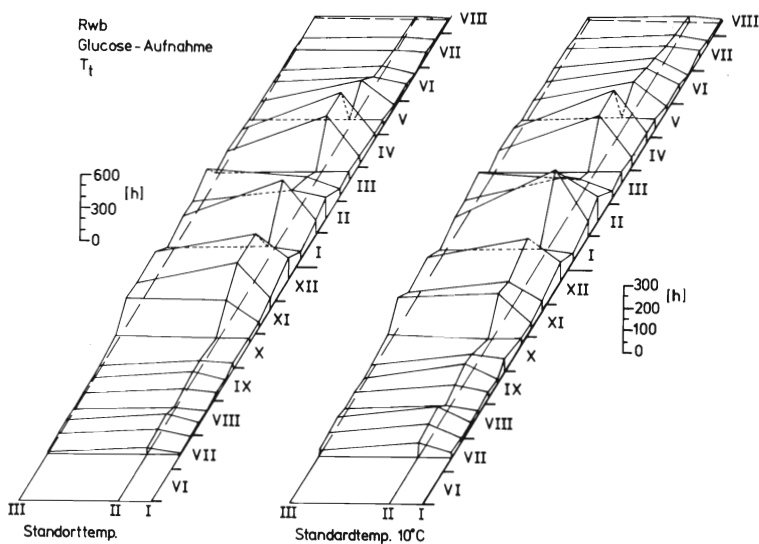 Rwb
Glucose-Aufnahme
Tt
VIII
VII
VI
V
IV
III
II
I
XII
XI
X
IX
VIII
VII
VI
600
300
0
[h]
III
II
I
Standorttemp.
VIII
VII
VI
V
IV
III
II
I
XII
XI
X
IX
VIII
VII
VI
300
200
100
0
[h]
III
II
I
Standardtemp. 10°C